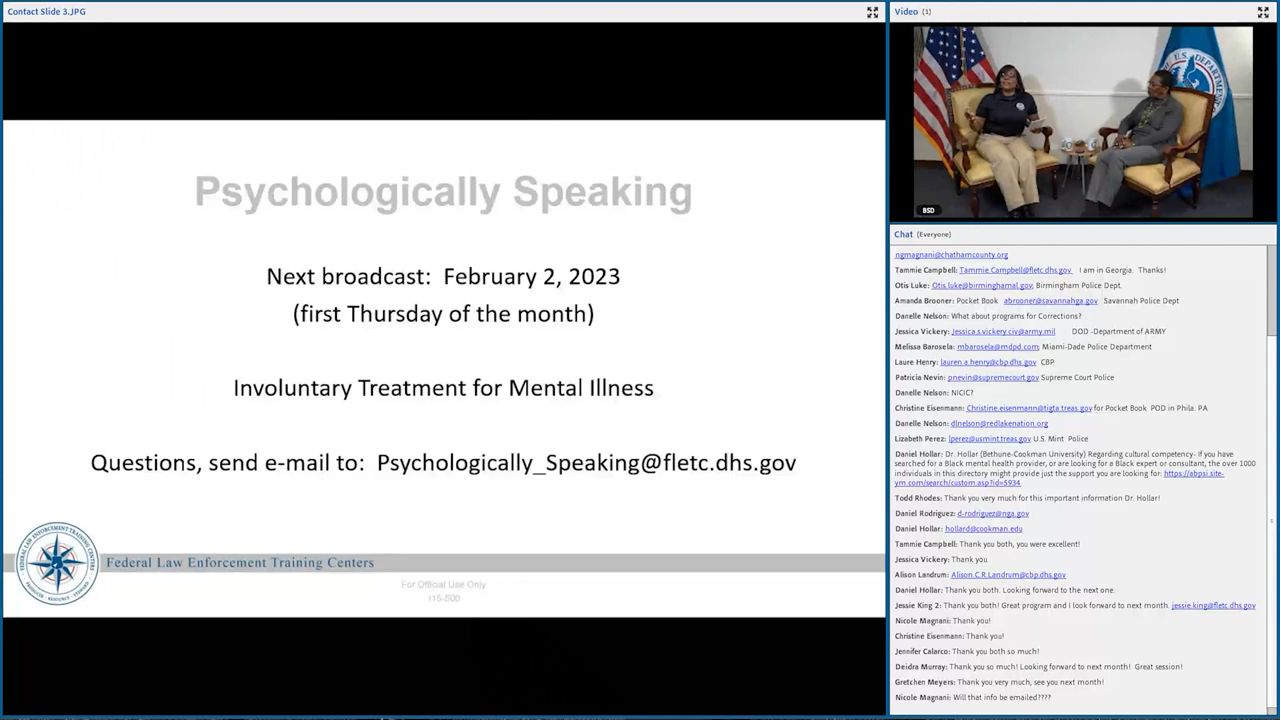 Contact Slide 3.JPG
Psychologically Speaking
Next broadcast: February 2, 2023
(first Thursday of the month)
Involuntary Treatment for Mental Illness
Questions, send e-mail to: Psychologically_Speaking@fletc.dhs.gov
FEDERAL LAW ENFORCEMENT TRAINING CENTERS
Federal Law Enforcement Training Centers
For Official Use Only
Video (1)
U.S. DEPARTMENT
BSD
Chat (Everyone)
ngmagnani@chathamcounty.org
Tammie Campbell: Tammie.Campbell@fletc.dhs.gov I am in Georgia. Thanks!
Otis Luke: Otis.luke@birminghamal.gov; Birmingham Police Dept.
Amanda Brooner: Pocket Book abrooner@savannahga.gov Savannah Police Dept
Danelle Nelson: What about programs for Corrections?
Jessica Vickery: Jessica.s.vickery.civ@army.mil DOD -Department of ARMY
Melissa Barosela: mbarosela@mdpd.com; Miami-Dade Police Department
Laure Henry: lauren.a.henry@cbp.dhs.gov CBP
Patricia Nevin: pnevin@supremecourt.gov Supreme Court Police
Danelle Nelson: NICIC?
Christine Eisenmann: Christine.eisenmann@tigta.treas.gov for Pocket Book POD in Phila. PA
Danelle Nelson: dlnelson@redlakenation.org
Lizabeth Perez: lperez@usmint.treas.gov U.S. Mint Police
Daniel Hollar: Dr. Hollar (Bethune-Cookman University) Regarding cultural competency- If you have
searched for a Black mental health provider, or are looking for a Black expert or consultant, the over 1000
individuals in this directory might provide just the support you are looking for: https://abpsi.site-
ym.com/search/custom.asp?id=5934
Todd Rhodes: Thank you very much for this important information Dr. Hollar!
Daniel Rodriguez: d-rodriguez@nga.gov
Daniel Hollar: hollard@cookman.edu
Tammie Campbell: Thank you both, you were excellent!
Jessica Vickery: Thank you.
Alison Landrum: Alison.C.R.Landrum@cbp.dhs.gov
Daniel Hollar: Thank you both. Looking forward to the next one.
Jessie King 2: Thank you both! Great program and I look forward to next month. jessie.king@fletc.dhs.gov
Nicole Magnani: Thank you!
Christine Eisenmann: Thank you!
Jennifer Calarco: Thank you both so much!
Deidra Murray: Thank you so much! Looking forward to next month! Great session!
Gretchen Meyers: Thank you very much, see you next month!
Nicole Magnani: Will that info be emailed????